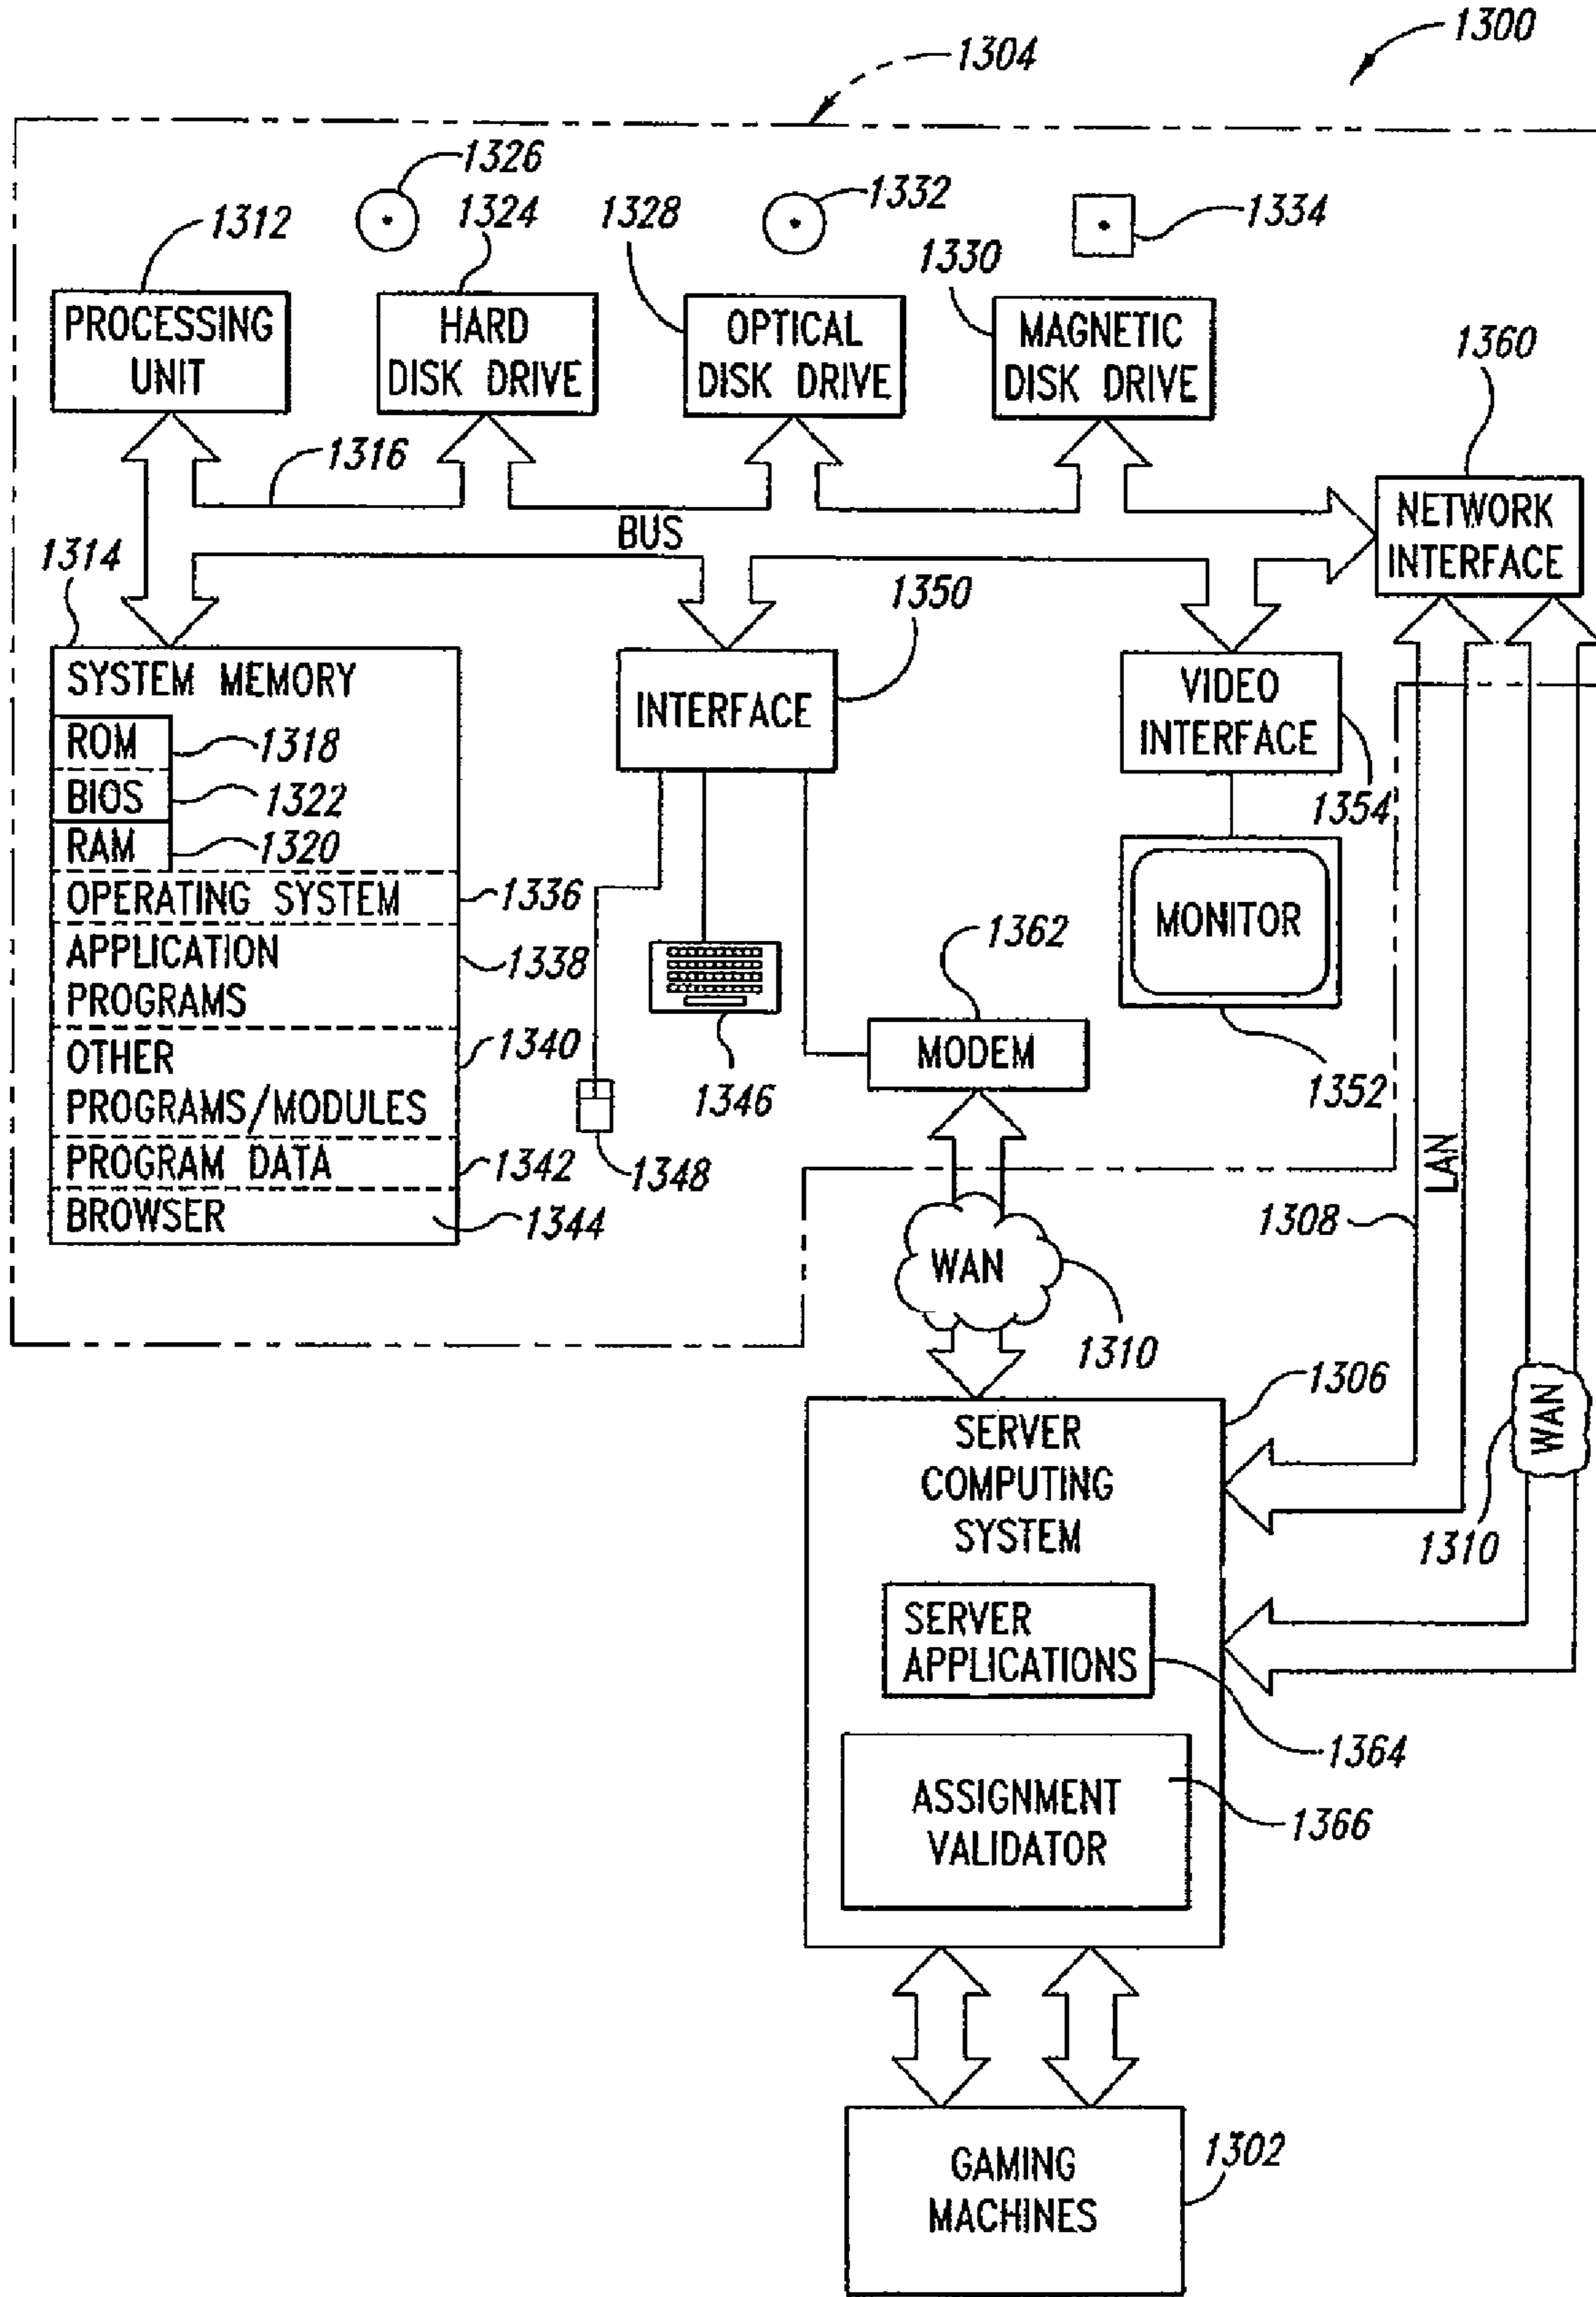 1300
1304
1326
1312
1324
1328
1332
1334
1330
PROCESSING
UNIT
HARD
DISK DRIVE
OPTICAL
DISK DRIVE
MAGNETIC
DISK DRIVE
1360
1316
NETWORK
INTERFACE
BUS
1314
1350
SYSTEM MEMORY
ROM
1318
BIOS
1322
RAM
1320
OPERATING SYSTEM
1336
APPLICATION
PROGRAMS
1338
OTHER
PROGRAMS/MODULES
1340
PROGRAM DATA
1342
BROWSER
1344
INTERFACE
VIDEO
INTERFACE
1354
MONITOR
1352
1362
MODEM
1346
1348
LAN
1308
WAN
1310
WAN
1310
1306
SERVER
COMPUTING
SYSTEM
SERVER
APPLICATIONS
1364
ASSIGNMENT
VALIDATOR
1366
GAMING
MACHINES
1302